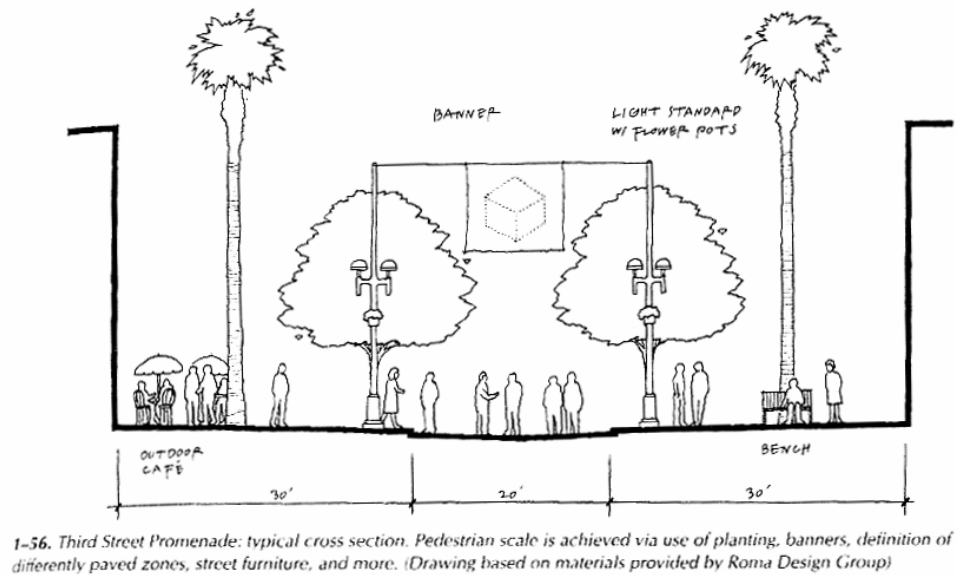 BANNER
LIGHT STANDARD
W/ FLOWER POTS
OUTDOOR
CAFÉ
BENCH
30'
20'
30'
1–56. Third Street Promenade: typical cross section. Pedestrian scale is achieved via use of planting, banners, definition of
differently paved zones, street furniture, and more. (Drawing based on materials provided by Roma Design Group)